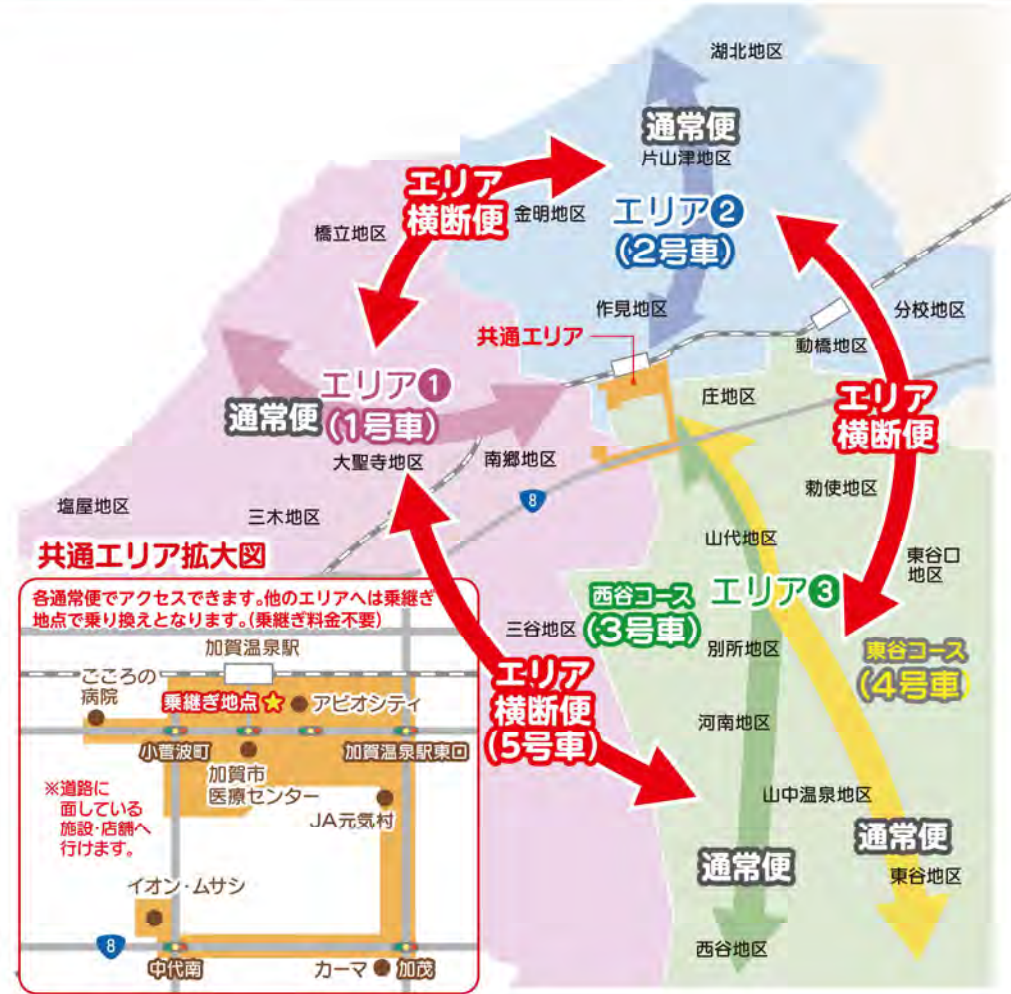 湖北地区
通常便
片山津地区
エリア
横断便
金明地区
橋立地区
エリア2
(2号車)
作見地区
共通エリア
分校地区
動橋地区
エリア1
(1号車)
通常便
庄地区
エリア
横断便
大聖寺地区
南郷地区
8
勅使地区
塩屋地区
三木地区
山代地区
東谷口
地区
西谷コース
(3号車)
エリア3
三谷地区
別所地区
東谷コース
(4号車)
エリア
横断便
(5号車)
河南地区
山中温泉地区
通常便
通常便
東谷地区
西谷地区
共通エリア拡大図
各通常便でアクセスできます。他のエリアへは乗継ぎ
地点で乗り換えとなります。(乗継ぎ料金不要)
加賀温泉駅
こころの
病院
乗継ぎ地点
アビオシティ
小菅波町
加賀温泉駅東口
加賀市
医療センター
JA元気村
※道路に
面している
施設・店舗へ
行けます。
イオン・ムサシ
8
中代南
カーマ
加茂